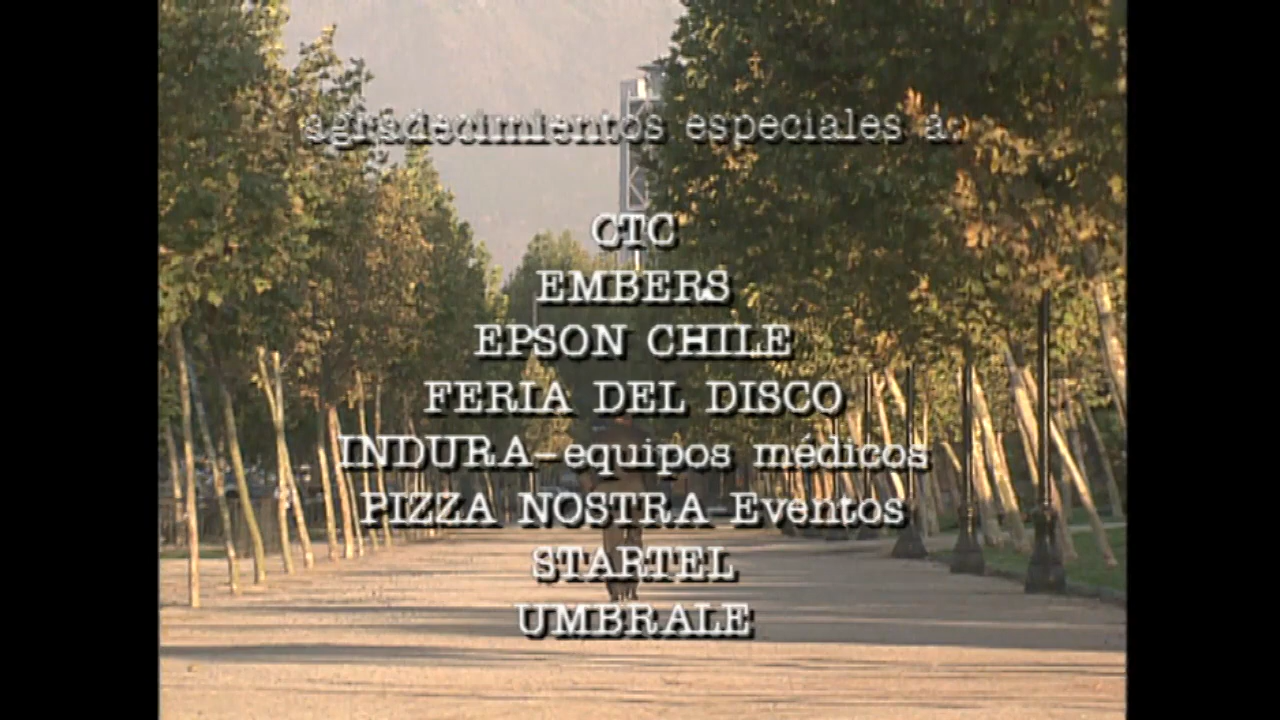 agradecimientos especiales a:
CTC
EMBERS
EPSON CHILE
FERIA DEL DISCO
INDURA-equipos médicos
PIZZA NOSTRA Eventos
STARTEL
UMBRALE